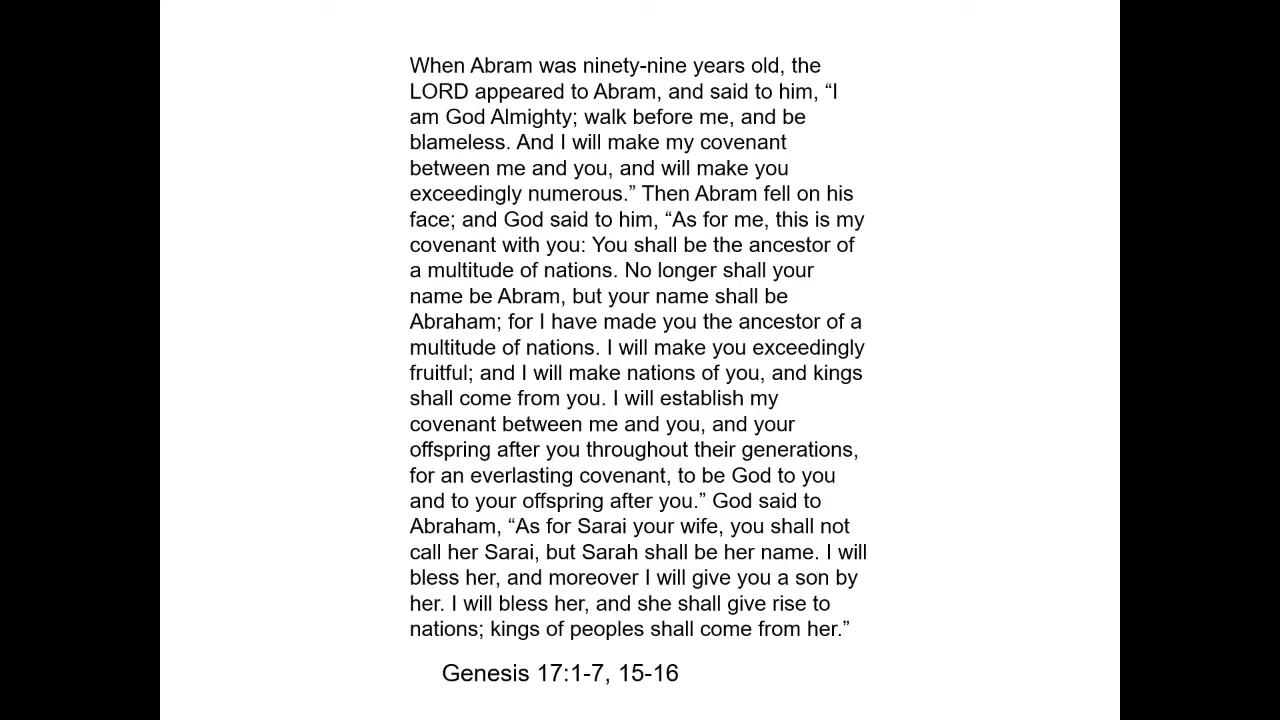 When Abram was ninety-nine years old, the
LORD appeared to Abram, and said to him, “I
am God Almighty; walk before me, and be
blameless. And I will make my covenant
between me and you, and will make you
exceedingly numerous.” Then Abram fell on his
face; and God said to him, “As for me, this is my
covenant with you: You shall be the ancestor of
a multitude of nations. No longer shall your
name be Abram, but your name shall be
Abraham; for I have made you the ancestor of a
multitude of nations. I will make you exceedingly
fruitful; and I will make nations of you, and kings
shall come from you. I will establish my
covenant between me and you, and your
offspring after you throughout their generations,
for an everlasting covenant, to be God to you
and to your offspring after you.” God said to
Abraham, “As for Sarai your wife, you shall not
call her Sarai, but Sarah shall be her name. I will
bless her, and moreover I will give you a son by
her. I will bless her, and she shall give rise to
nations; kings of peoples shall come from her.”
Genesis 17:1-7, 15-16